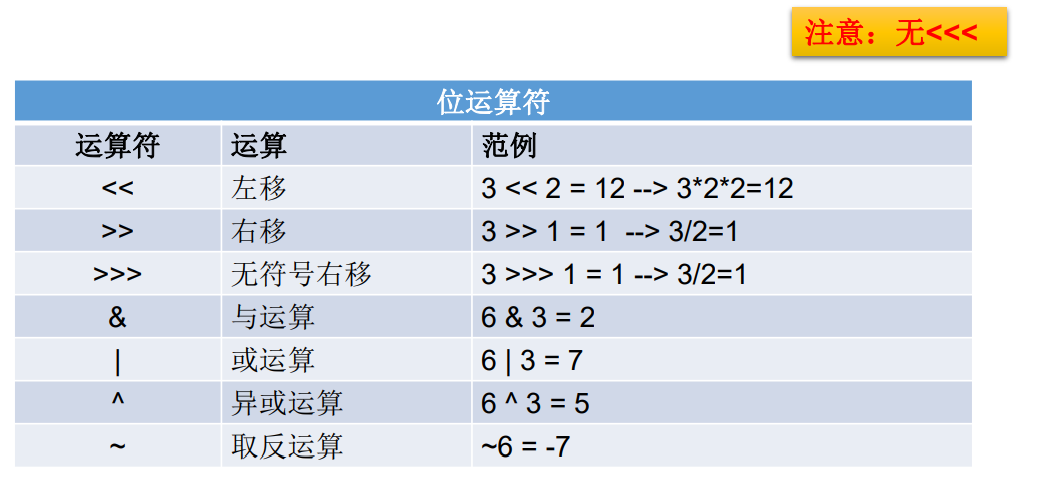 注意：无<<<
位运算符
运算符 运算 范例
<< 左移 3 << 2 = 12 --> 3*2*2=12
>> 右移 3 >> 1 = 1 --> 3/2=1
>>> 无符号右移 3 >>> 1 = 1 --> 3/2=1
& 与运算 6 & 3 = 2
| 或运算 6 | 3 = 7
^ 异或运算 6 ^ 3 = 5
~ 取反运算 ~6 = -7